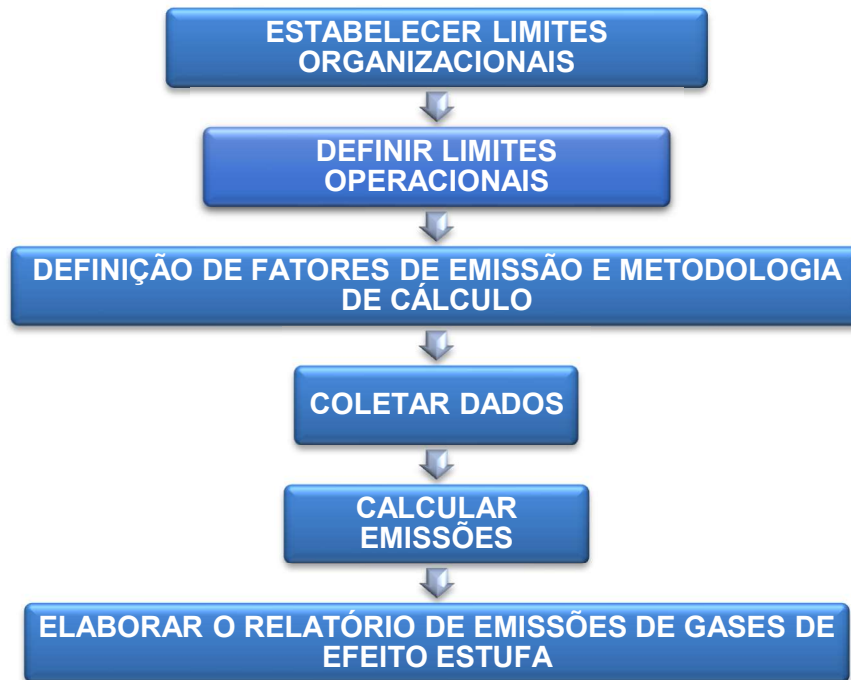 ESTABELECER LIMITES
ORGANIZACIONAIS
DEFINIR LIMITES
OPERACIONAIS
DEFINIÇÃO DE FATORES DE EMISSÃO E METODOLOGIA
DE CÁLCULO
COLETAR DADOS
CALCULAR
EMISSÕES
ELABORAR O RELATÓRIO DE EMISSÕES DE GASES DE
EFEITO ESTUFA